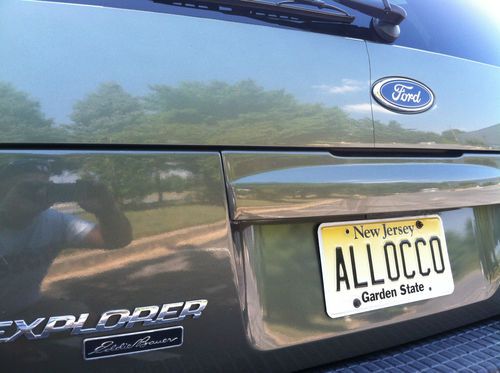 Ford
New Jersey
ALLOCCO
Garden State
EXPLORER
Eddie Bauer